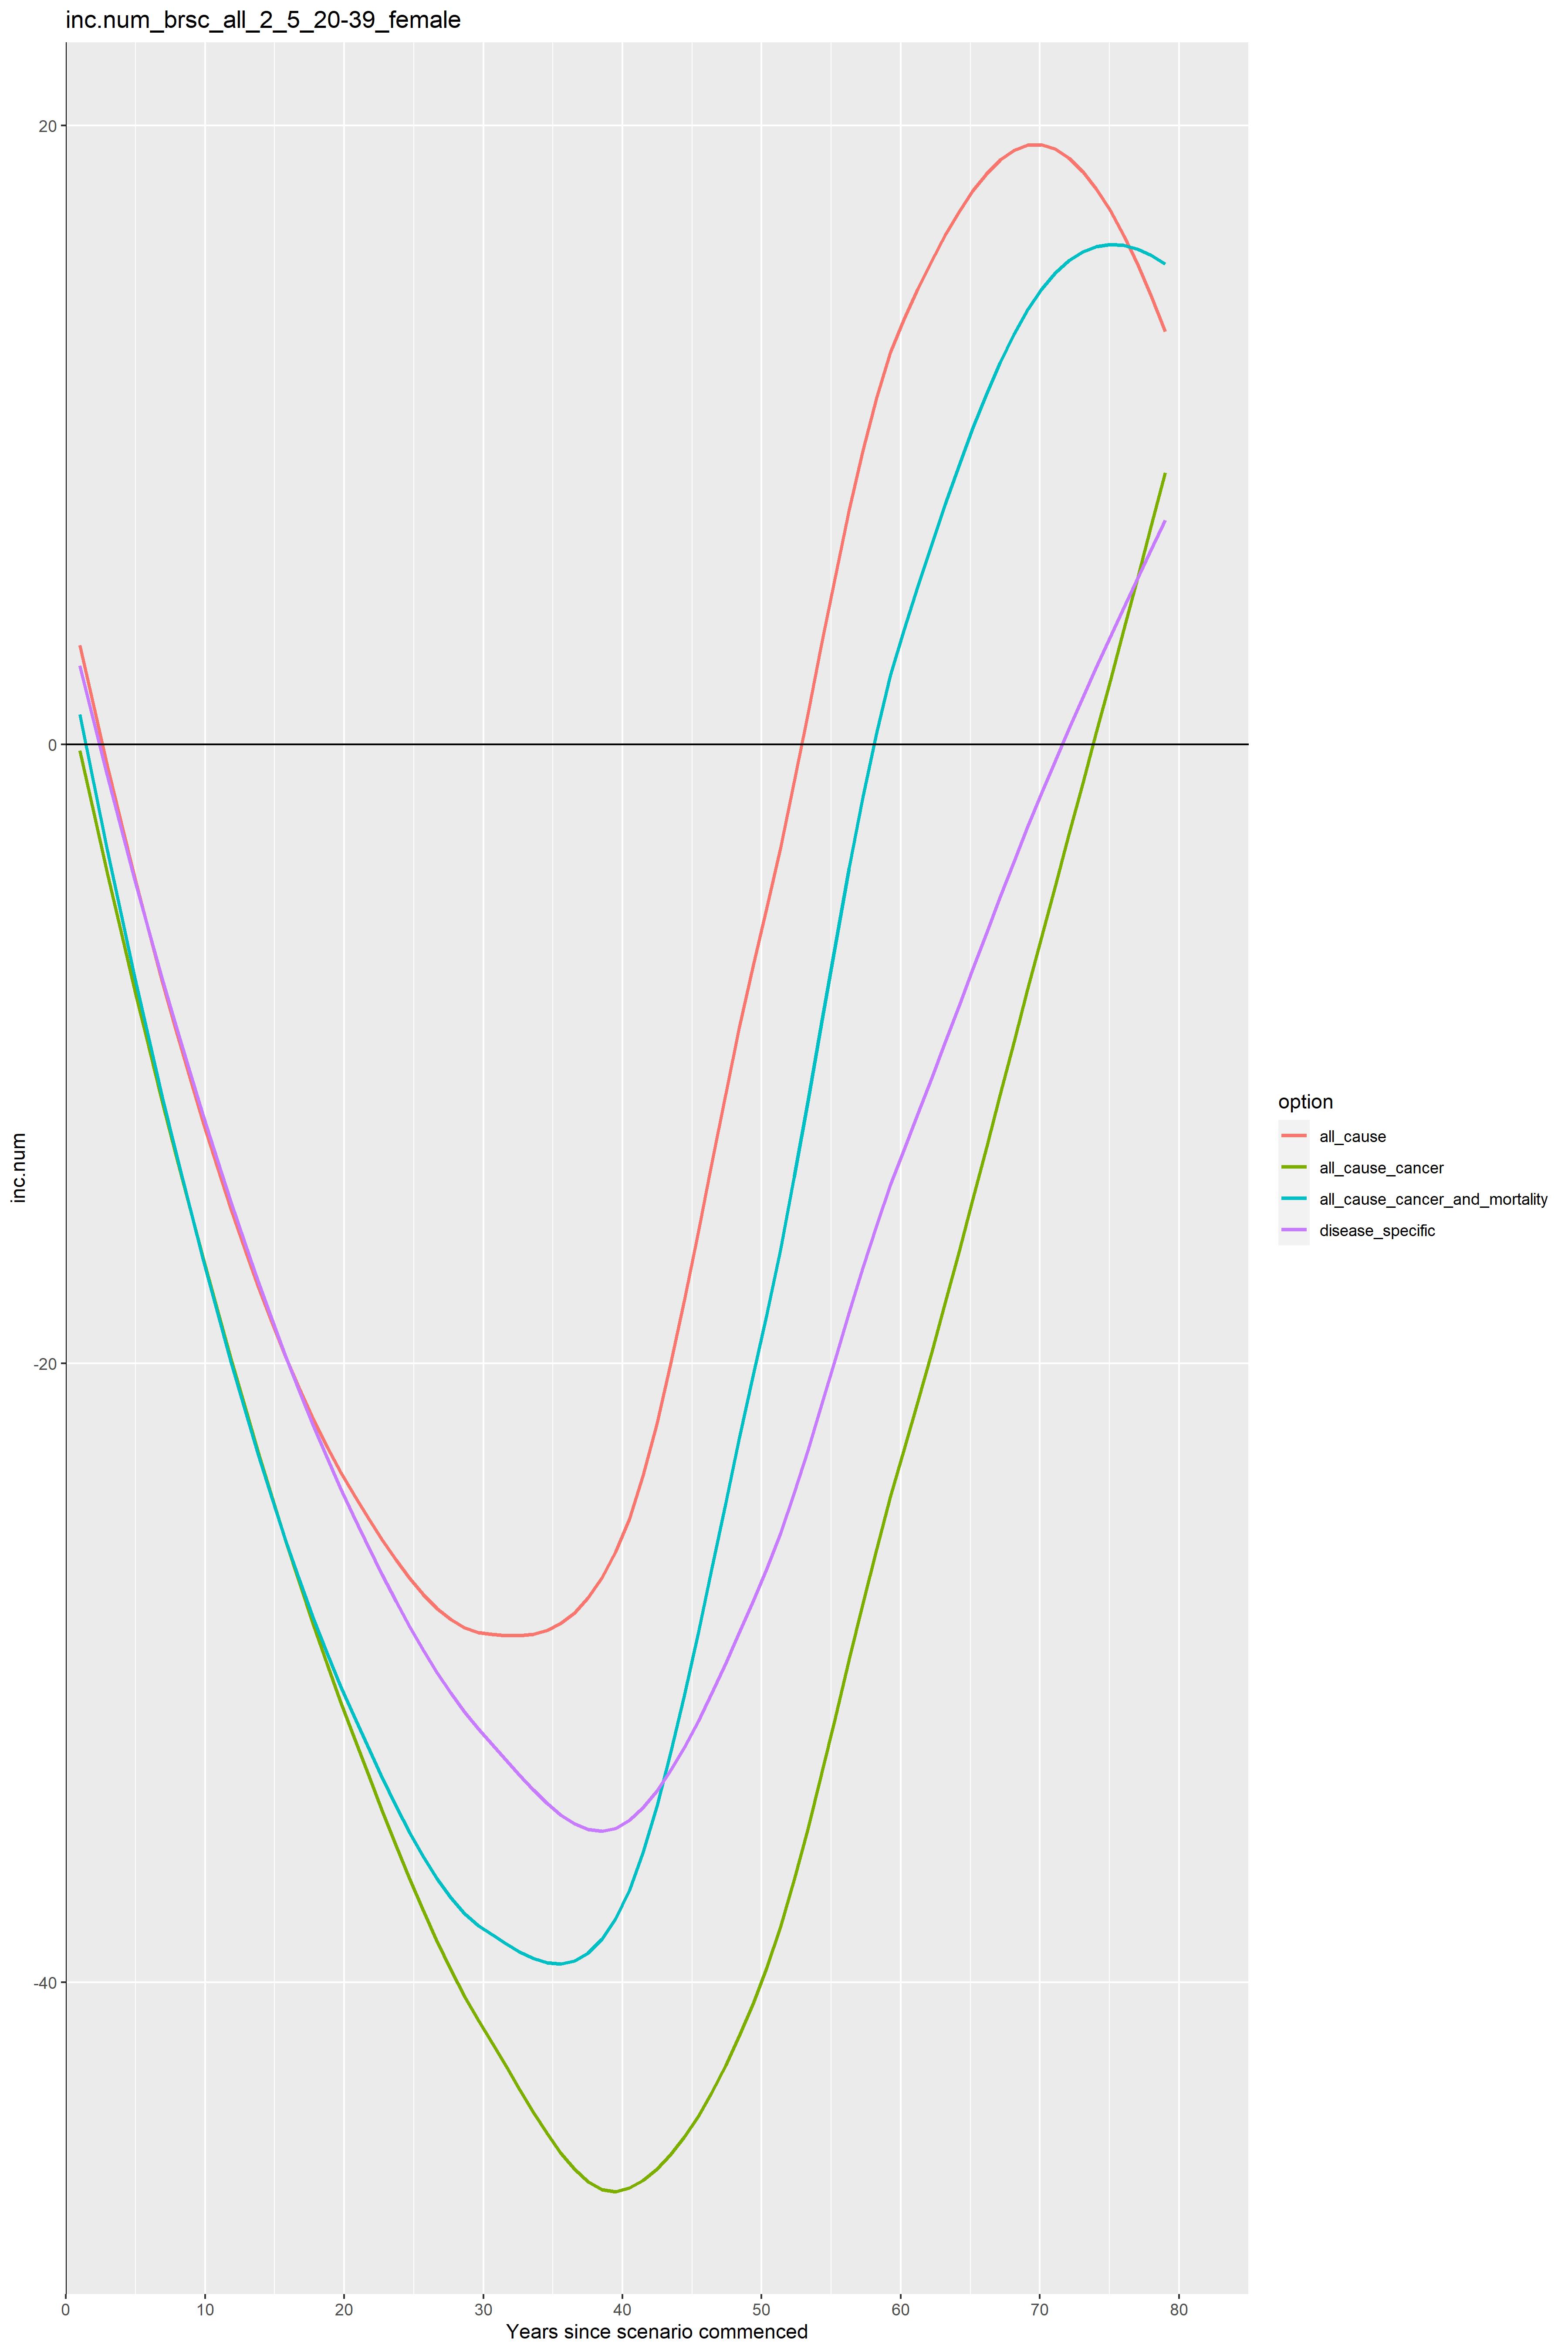 inc.num_brsc_all_2_5_20-39_female
20
0
-20
-40
inc.num
0 10 20 30 40 50 60 70 80
Years since scenario commenced
option
all_cause
all_cause_cancer
all_cause_cancer_and_mortality
disease_specific